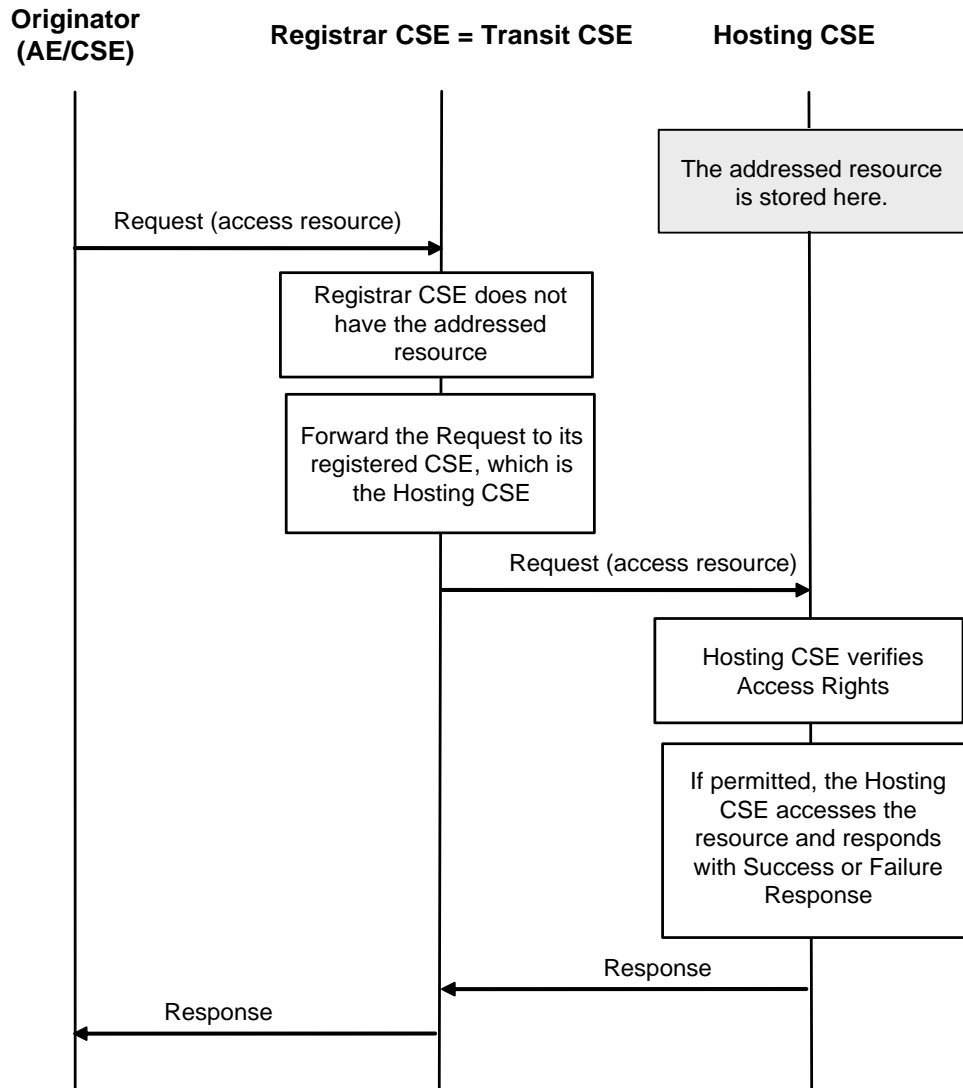 Originator
(AE/CSE)
Registrar CSE = Transit CSE
Hosting CSE
The addressed resource
is stored here.
Request (access resource)
Registrar CSE does not
have the addressed
resource
Forward the Request to its
registered CSE, which is
the Hosting CSE
Request (access resource)
Hosting CSE verifies
Access Rights
If permitted, the Hosting
CSE accesses the
resource and responds
with Success or Failure
Response
Response
Response